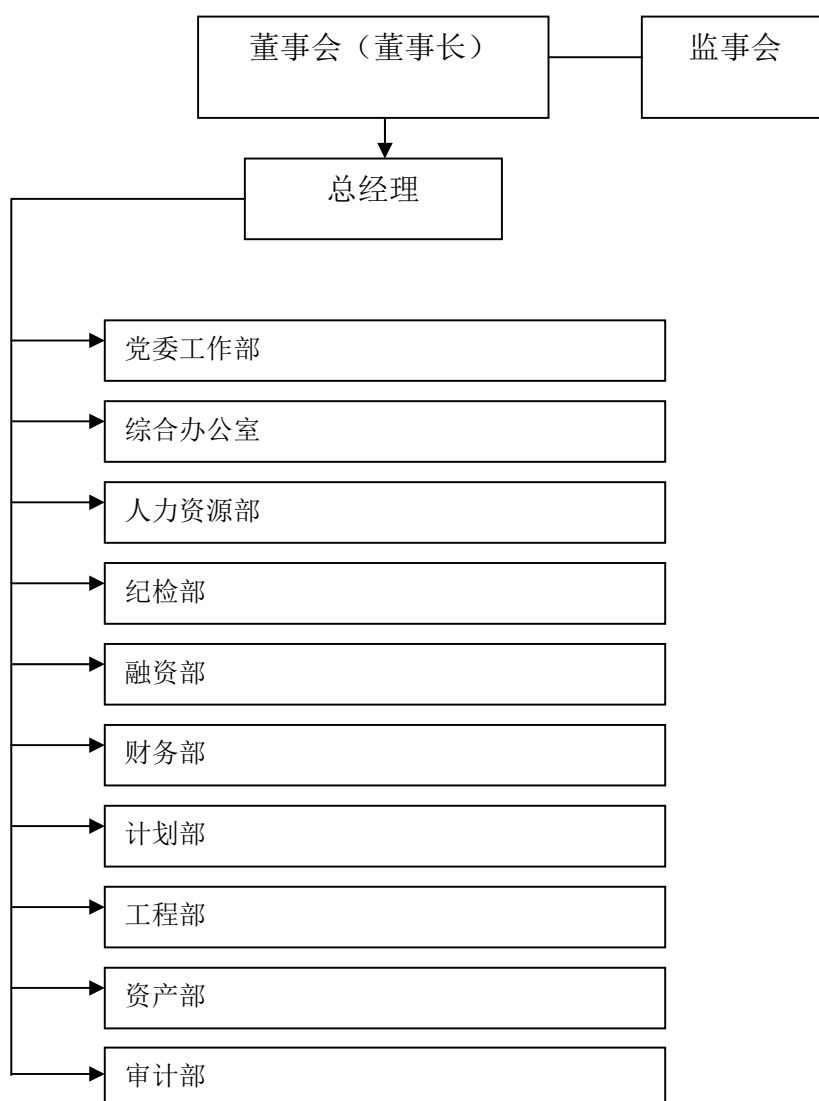 董事会（董事长）
监事会
总经理
党委工作部
综合办公室
人力资源部
纪检部
融资部
财务部
计划部
工程部
资产部
审计部